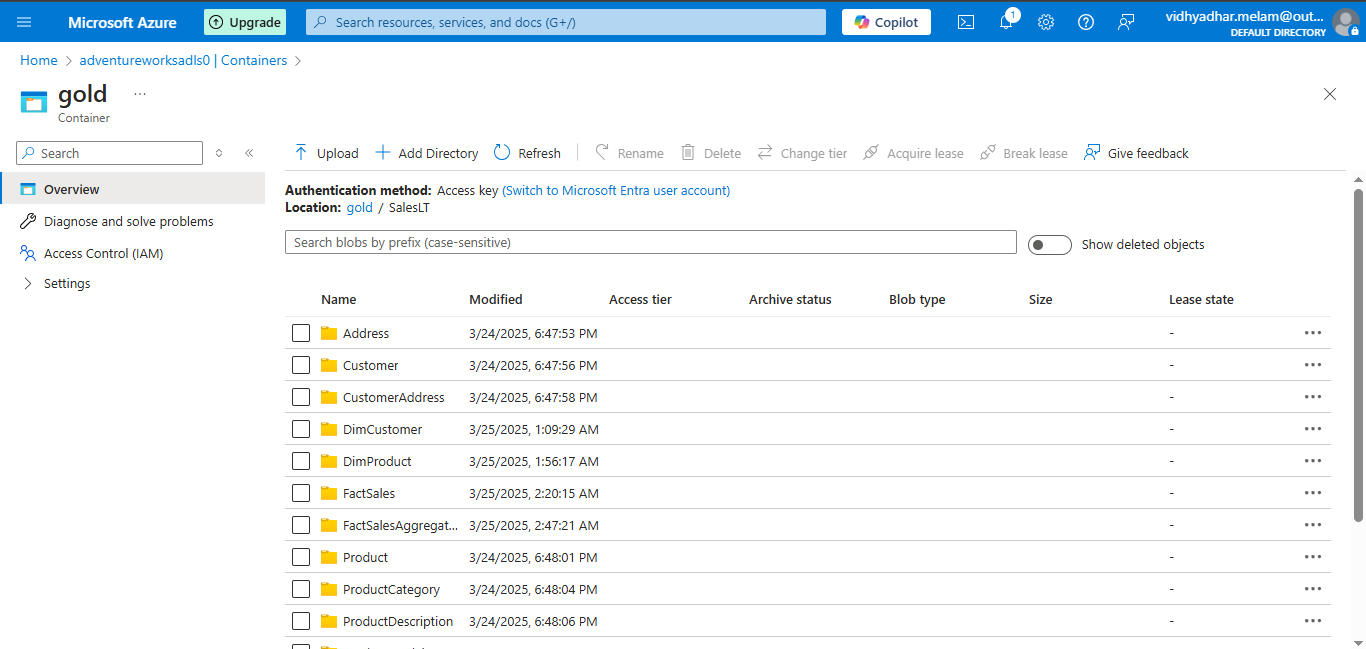 Microsoft Azure
Upgrade
Search resources, services, and docs (G+/)
Copilot
1
vidhyadhar.melam@out...
DEFAULT DIRECTORY
Home > adventureworksadls0 | Containers >
gold ...
Container
Search
Upload Add Directory Refresh Rename Delete Change tier Acquire lease Break lease Give feedback
Overview
Diagnose and solve problems
Access Control (IAM)
Settings
Authentication method: Access key (Switch to Microsoft Entra user account)
Location: gold / SalesLT
Search blobs by prefix (case-sensitive)
Show deleted objects
Name Modified Access tier Archive status Blob type Size Lease state
Address 3/24/2025, 6:47:53 PM - ...
Customer 3/24/2025, 6:47:56 PM - ...
CustomerAddress 3/24/2025, 6:47:58 PM - ...
DimCustomer 3/25/2025, 1:09:29 AM - ...
DimProduct 3/25/2025, 1:56:17 AM - ...
FactSales 3/25/2025, 2:20:15 AM - ...
FactSalesAggregat... 3/25/2025, 2:47:21 AM - ...
Product 3/24/2025, 6:48:01 PM - ...
ProductCategory 3/24/2025, 6:48:04 PM - ...
ProductDescription 3/24/2025, 6:48:06 PM - ...